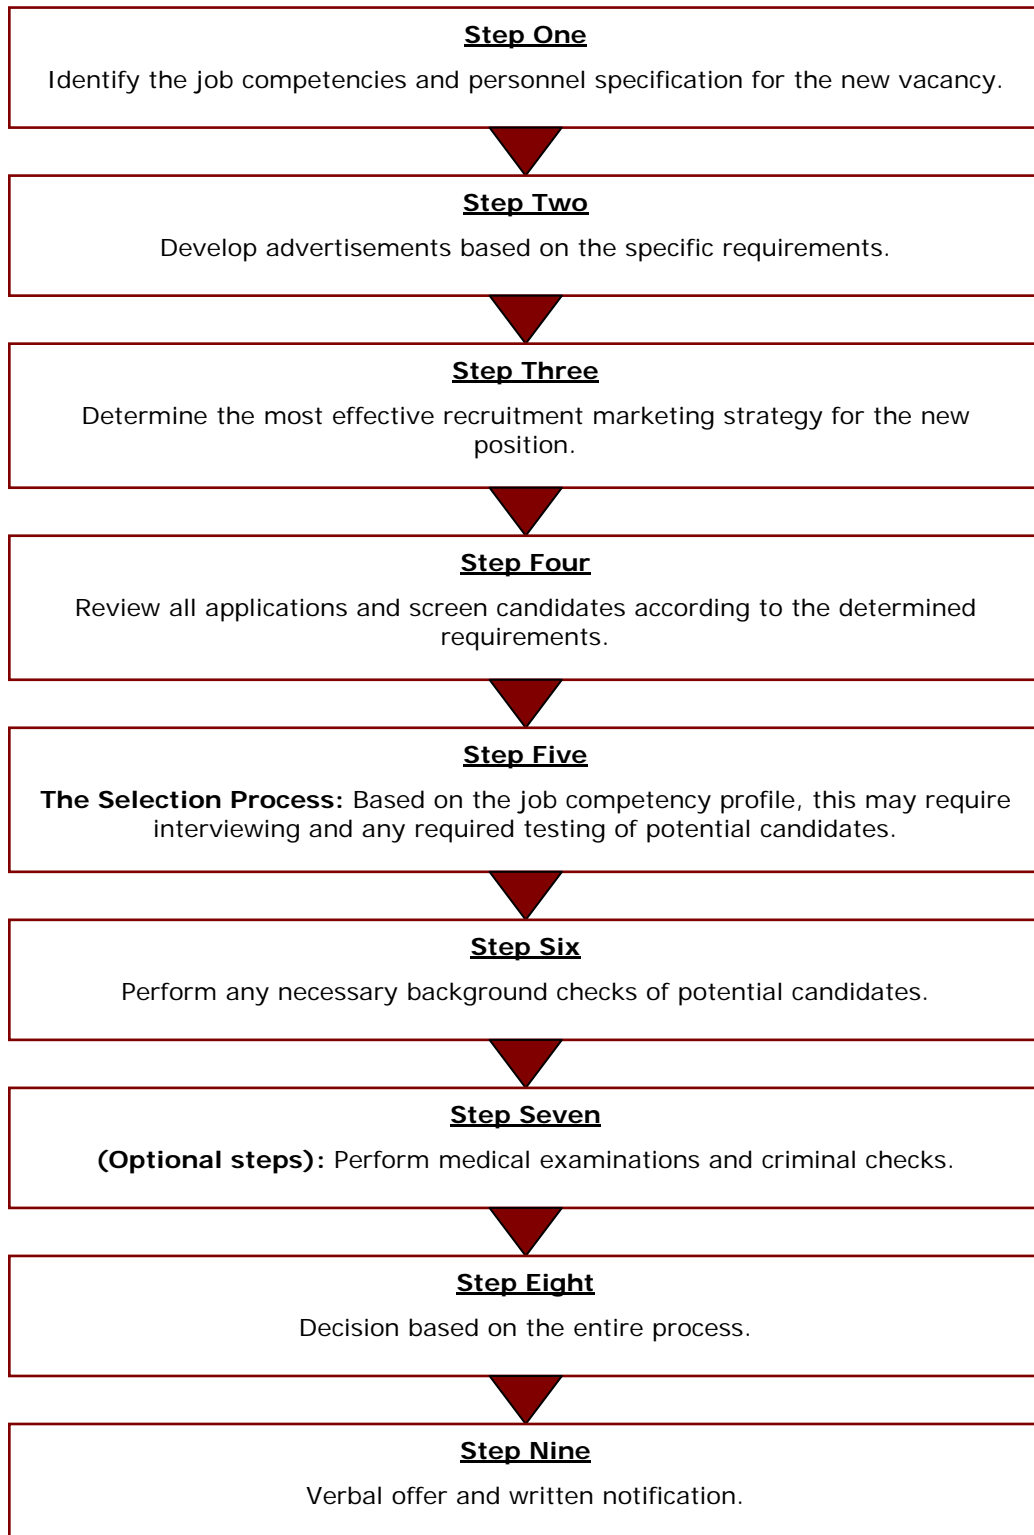 Step One
Identify the job competencies and personnel specification for the new vacancy.
Step Two
Develop advertisements based on the specific requirements.
Step Three
Determine the most effective recruitment marketing strategy for the new
position.
Step Four
Review all applications and screen candidates according to the determined
requirements.
Step Five
The Selection Process: Based on the job competency profile, this may require
interviewing and any required testing of potential candidates.
Step Six
Perform any necessary background checks of potential candidates.
Step Seven
(Optional steps): Perform medical examinations and criminal checks.
Step Eight
Decision based on the entire process.
Step Nine
Verbal offer and written notification.